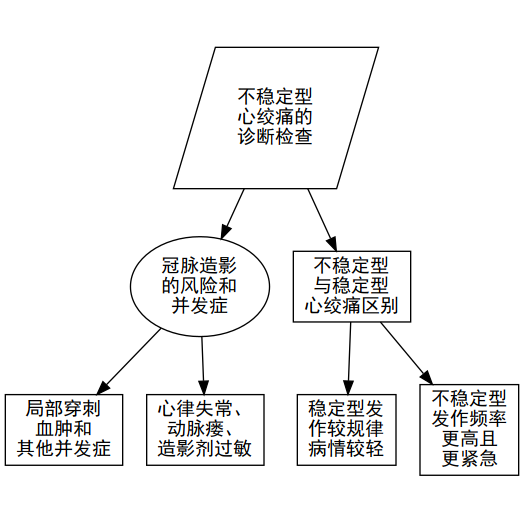 不稳定型
心绞痛的
诊断检查
冠脉造影
的风险和
并发症
不稳定型
与稳定型
心绞痛区别
局部穿刺
血肿和
其他并发症
心律失常、
动脉瘘、
造影剂过敏
稳定型发
作较规律
病情较轻
不稳定型
发作频率
更高且
更紧急